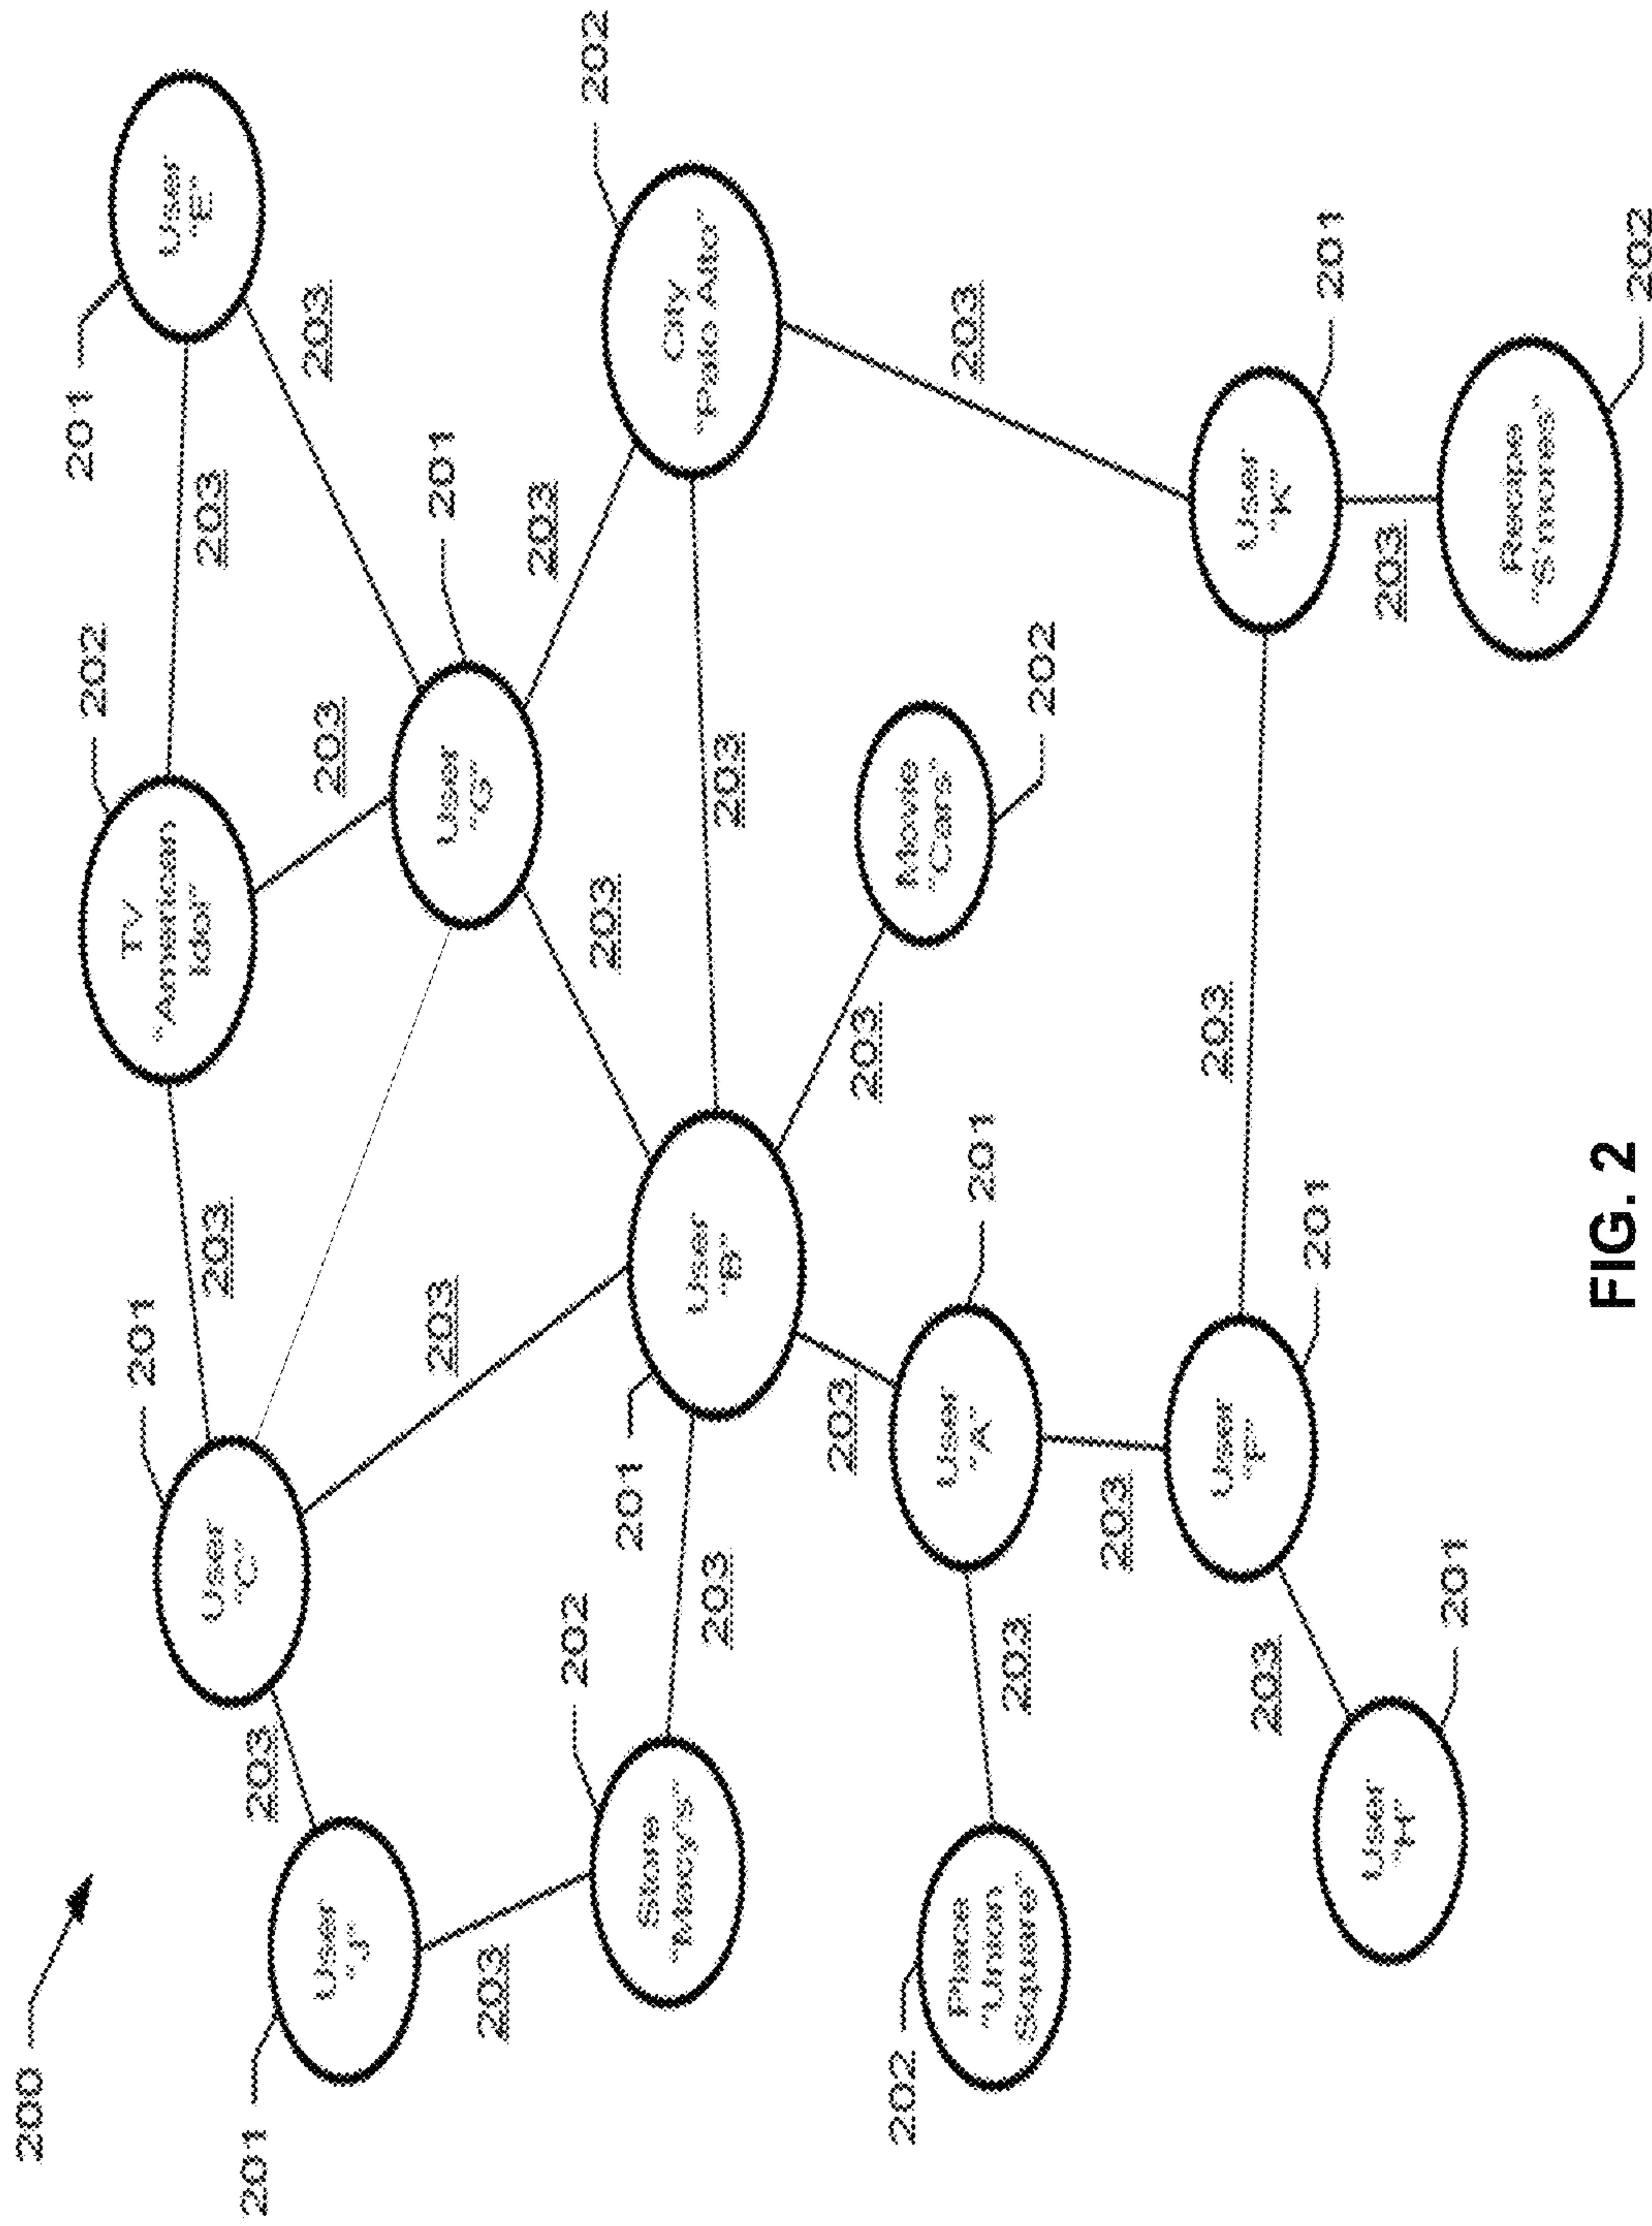 200
201
User
“J”
203
201
User
“C”
203
202
TV
“American
Idol”
203
201
User
“E”
203
203
201
User
“G”
203
203
202
Store
“Macy's”
203
203
201
User
“B”
203
203
202
City
“Palo Alto”
203
202
Movie
“Cars”
203
202
Place
“Union
Square”
203
201
User
“A”
203
203
201
User
“F”
203
201
User
“K”
203
201
User
“H”
203
202
Recipe
“S'mores”
FIG. 2